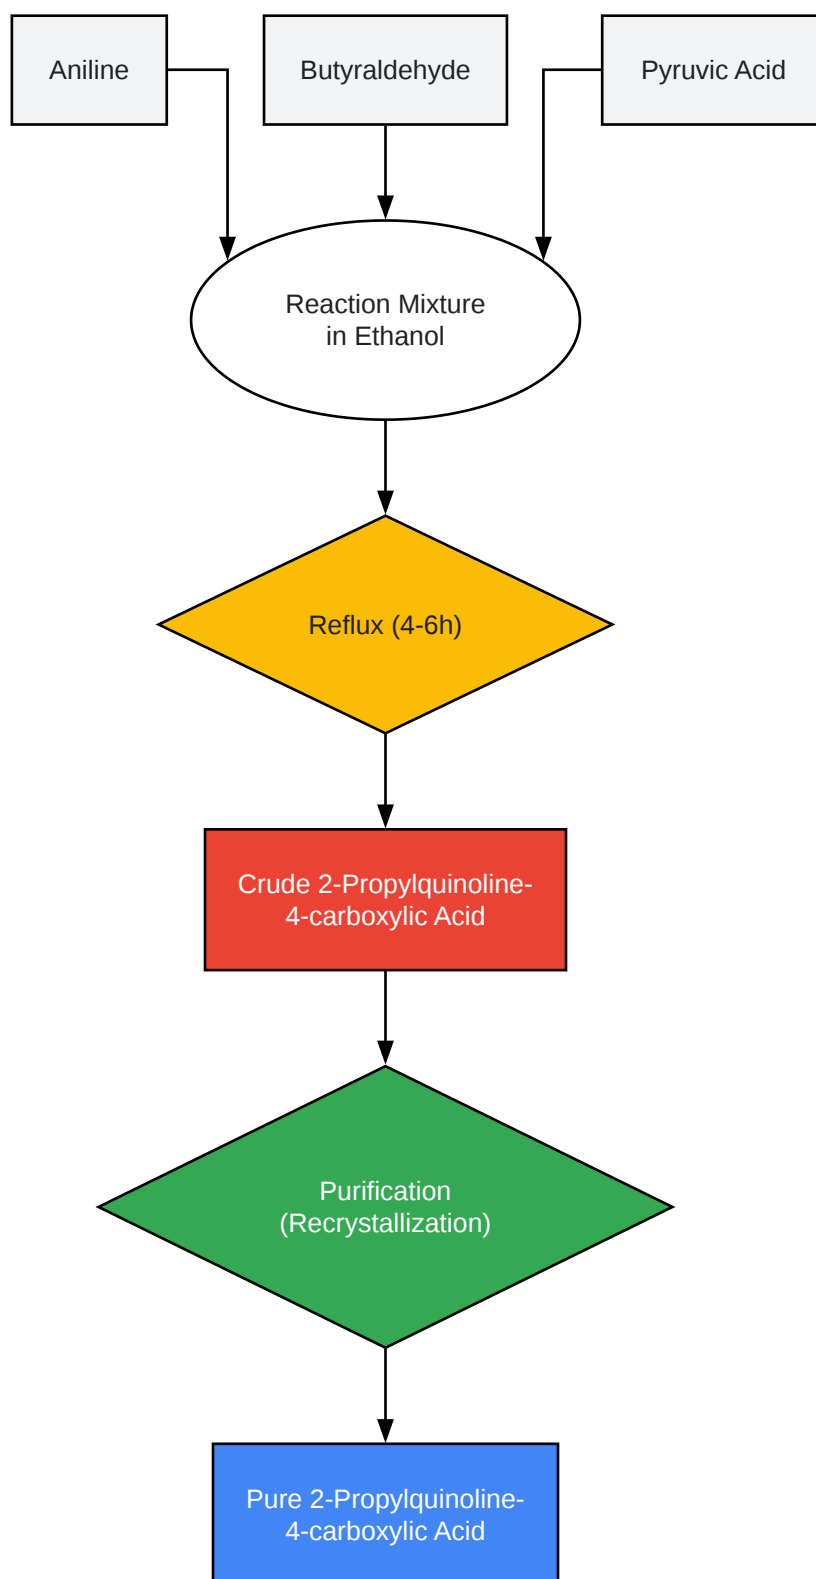 Aniline
Butyraldehyde
Pyruvic Acid
Reaction Mixture
in Ethanol
Reflux (4-6h)
Crude 2-Propylquinoline-
4-carboxylic Acid
Purification
(Recrystallization)
Pure 2-Propylquinoline-
4-carboxylic Acid